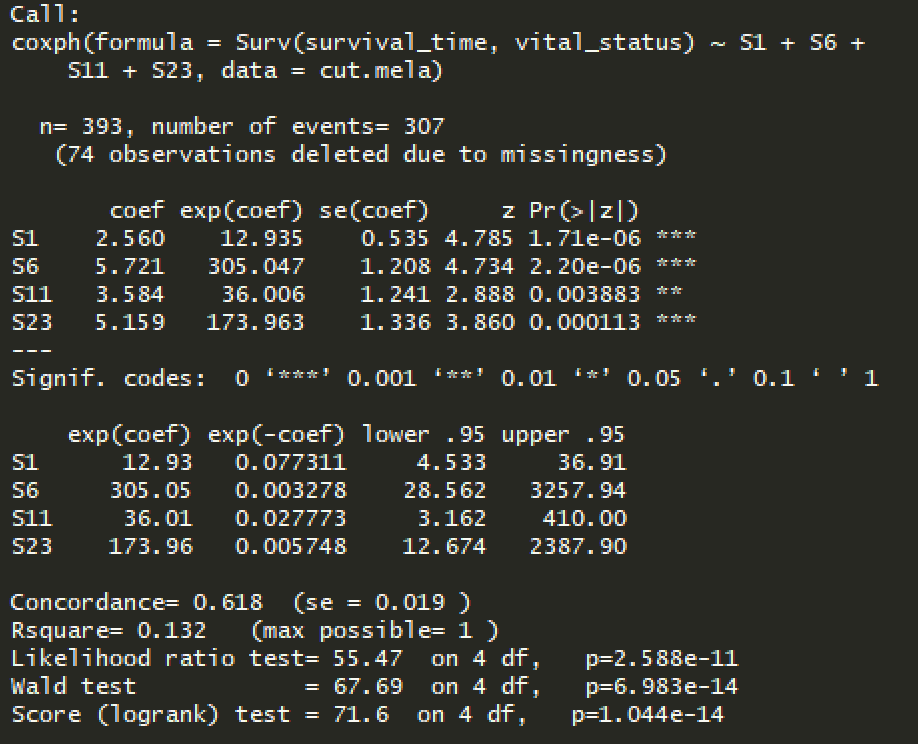 Call:
coxph(formula = Surv(survival_time, vital_status) ~ S1 + S6 +
    S11 + S23, data = cut.mela)

  n= 393, number of events= 307
   (74 observations deleted due to missingness)

       coef exp(coef) se(coef)     z Pr(>|z|)
S1    2.560    12.935    0.535 4.785 1.71e-06 ***
S6    5.721   305.047    1.208 4.734 2.20e-06 ***
S11   3.584    36.006    1.241 2.888 0.003883 **
S23   5.159   173.963    1.336 3.860 0.000113 ***
---
Signif. codes:  0 ‘***’ 0.001 ‘**’ 0.01 ‘*’ 0.05 ‘.’ 0.1 ‘ ’ 1

    exp(coef) exp(-coef) lower .95 upper .95
S1      12.93   0.077311     4.533     36.91
S6     305.05   0.003278    28.562   3257.94
S11     36.01   0.027773     3.162    410.00
S23    173.96   0.005748    12.674   2387.90

Concordance= 0.618  (se = 0.019 )
Rsquare= 0.132   (max possible= 1 )
Likelihood ratio test= 55.47  on 4 df,   p=2.588e-11
Wald test            = 67.69  on 4 df,   p=6.983e-14
Score (logrank) test = 71.6  on 4 df,   p=1.044e-14